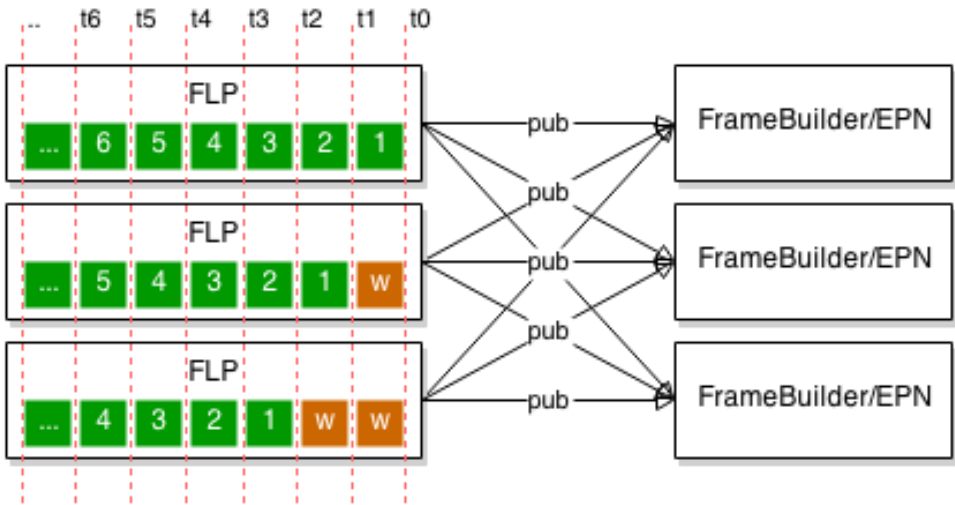 .. t6 t5 t4 t3 t2 t1 t0
FLP
... 6 5 4 3 2 1
FLP
... 5 4 3 2 1 w
FLP
... 4 3 2 1 w w
pub
pub
pub
pub
pub
FrameBuilder/EPN
FrameBuilder/EPN
FrameBuilder/EPN